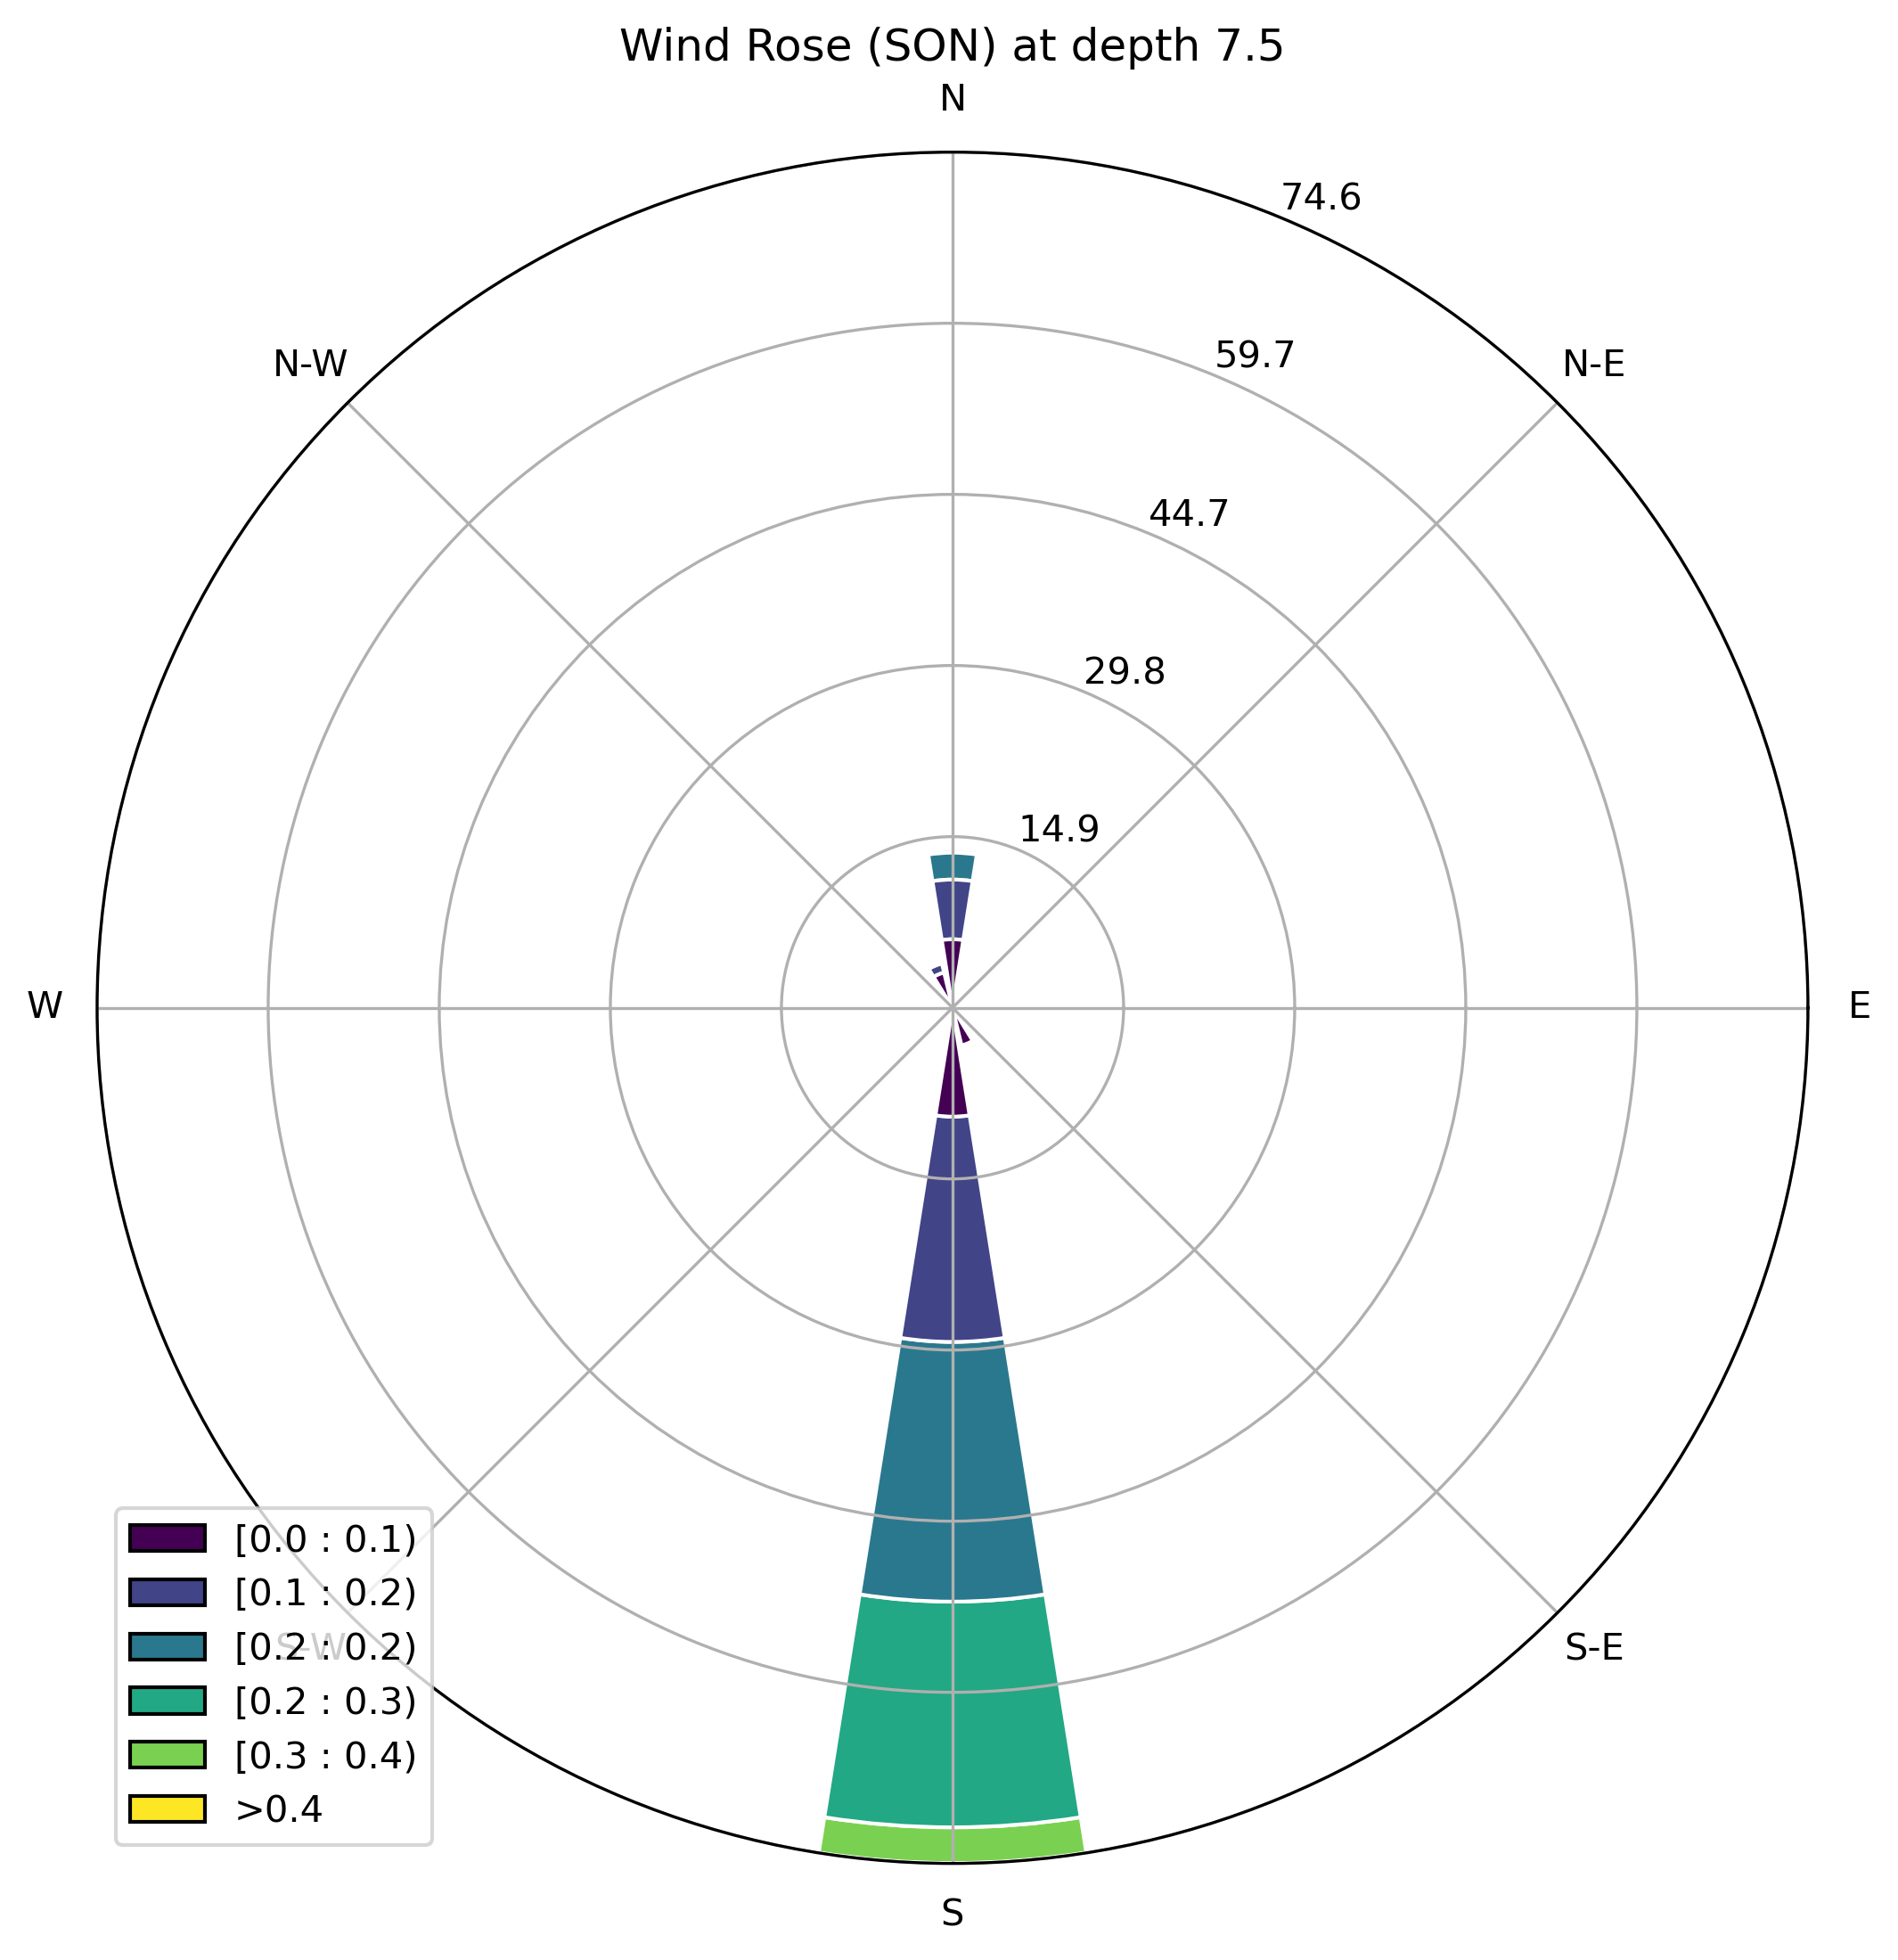 Wind Rose (SON) at depth 7.5
N
74.6
N-W
59.7
N-E
44.7
29.8
14.9
W
E
[0.0 : 0.1)
[0.1 : 0.2)
S-W
[0.2 : 0.2)
S-E
[0.2 : 0.3)
[0.3 : 0.4)
>0.4
S